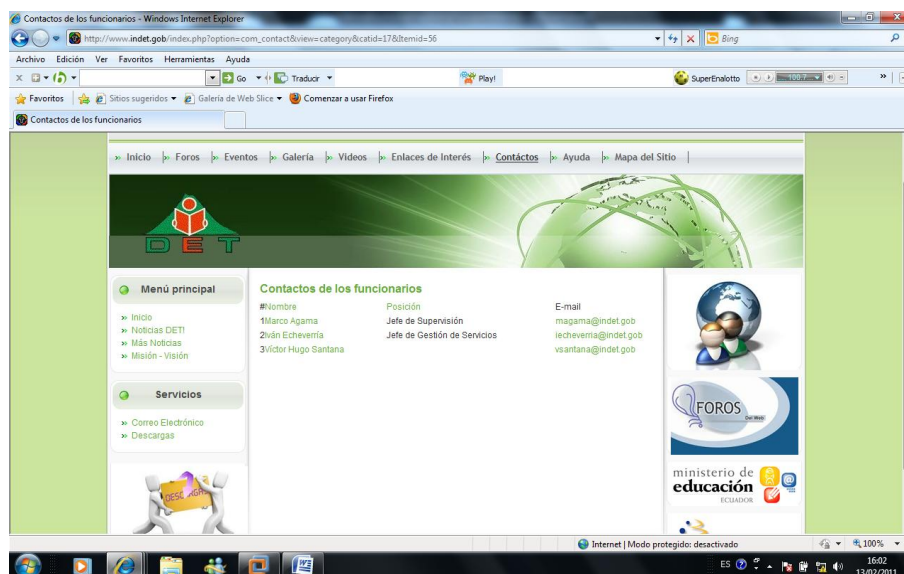 Contactos de los funcionarios - Windows Internet Explorer
http://www.indet.gob/index.php?option=com_contact&view=category&catid=17&Itemid=56
Bing
Archivo Edición Ver Favoritos Herramientas Ayuda
Go Traducir Play! SuperEnalotto 100.7
Favoritos Sitios sugeridos Galería de Web Slice Comenzar a usar Firefox
Contactos de los funcionarios
» Inicio » Foros » Eventos » Galería » Videos » Enlaces de Interés » Contáctos » Ayuda » Mapa del Sitio
DET
Menú principal
» Inicio
» Noticias DET!
» Más Noticias
» Misión - Visión
Servicios
» Correo Electrónico
» Descargas
DESCARGAS
Contactos de los funcionarios
#Nombre Posición E-mail
1Marco Agama Jefe de Supervisión magama@indet.gob
2Iván Echeverría Jefe de Gestión de Servicios iecheverria@indet.gob
3Víctor Hugo Santana vsantana@indet.gob
FOROS
Del Web
ministerio de
educación
ECUADOR
Internet | Modo protegido: desactivado 100%
ES 16:02
13/02/2011